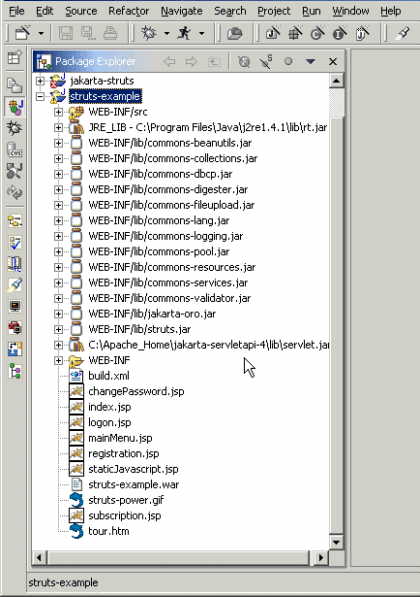 File Edit Source Refactor Navigate Search Project Run Window Help
Package Explorer
jakarta-struts
struts-example
WEB-INF/src
JRE_LIB - C:\Program Files\Java\j2re1.4.1\lib\rt.jar
WEB-INF/lib/commons-beanutils.jar
WEB-INF/lib/commons-collections.jar
WEB-INF/lib/commons-dbcp.jar
WEB-INF/lib/commons-digester.jar
WEB-INF/lib/commons-fileupload.jar
WEB-INF/lib/commons-lang.jar
WEB-INF/lib/commons-logging.jar
WEB-INF/lib/commons-pool.jar
WEB-INF/lib/commons-resources.jar
WEB-INF/lib/commons-services.jar
WEB-INF/lib/commons-validator.jar
WEB-INF/lib/jakarta-oro.jar
WEB-INF/lib/struts.jar
C:\Apache_Home\jakarta-servletapi-4\lib\servlet.jar
WEB-INF
build.xml
changePassword.jsp
index.jsp
logon.jsp
mainMenu.jsp
registration.jsp
staticJavascript.jsp
struts-example.war
struts-power.gif
subscription.jsp
tour.htm
struts-example